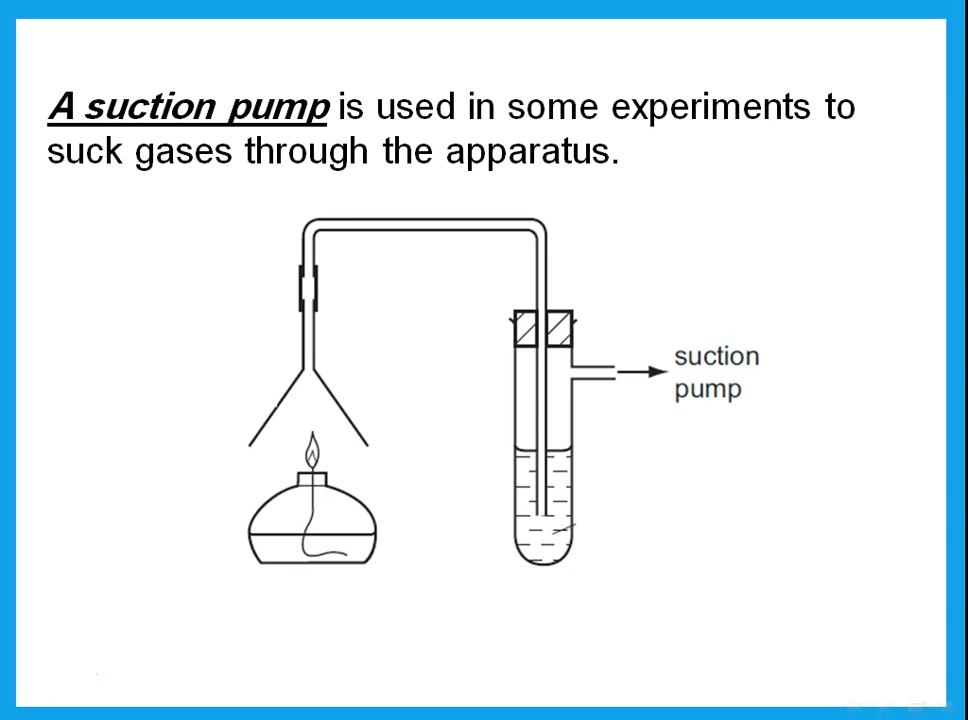 A suction pump is used in some experiments to
suck gases through the apparatus.
suction
pump